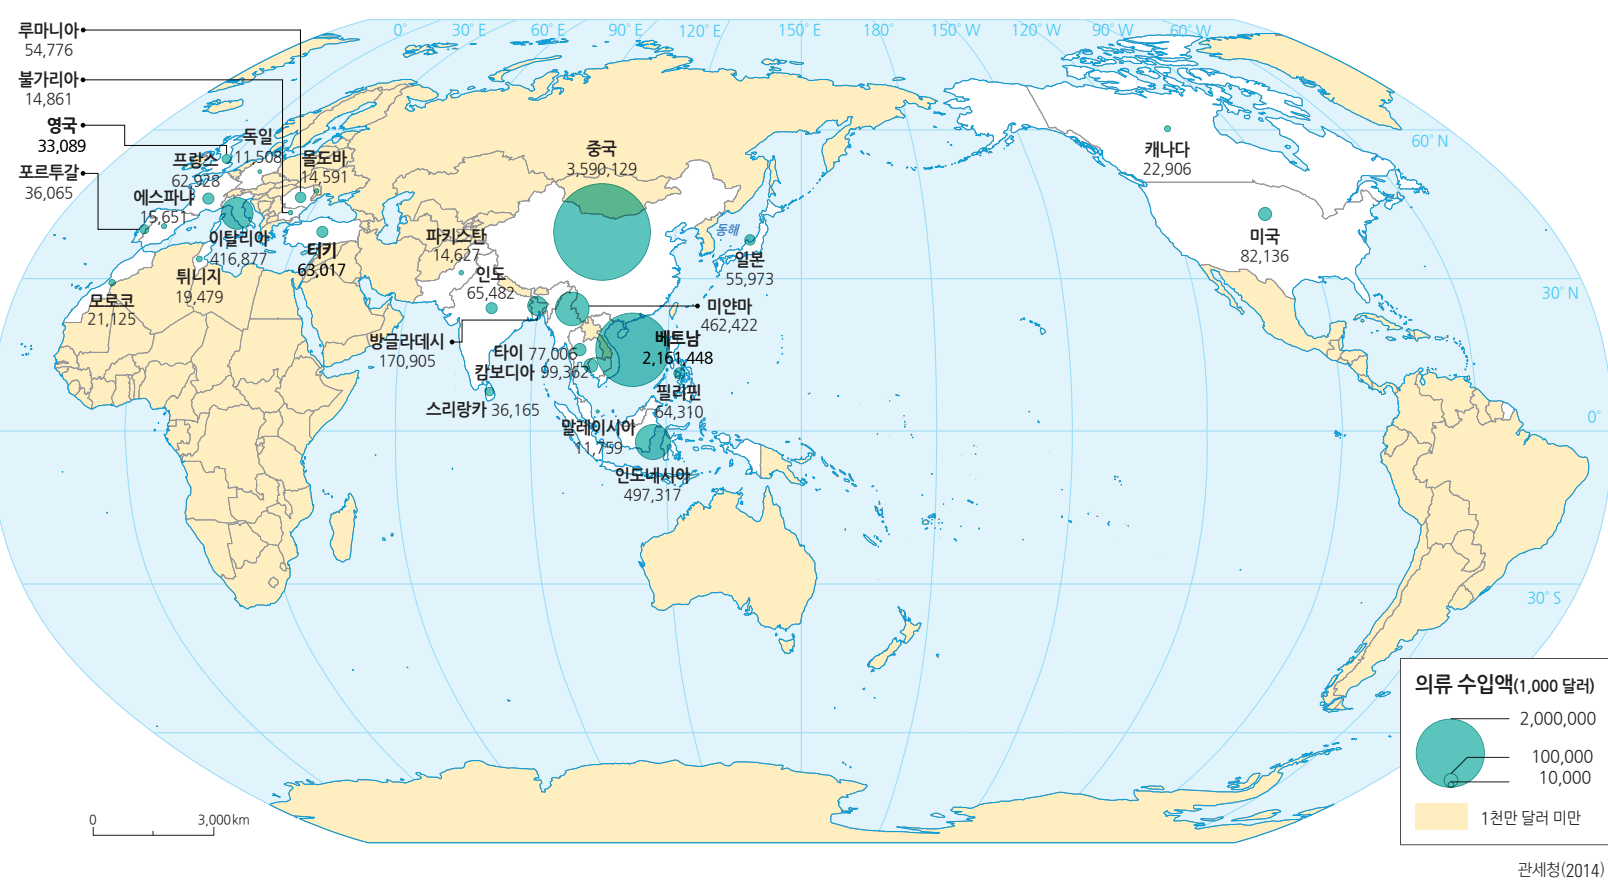 0°
30° E
60° E
90° E
120° E
150° E
180°
150° W
120° W
90° W
60° W
60° N
30° N
0°
30° S
루마니아
54,776
불가리아
14,861
영국
33,089
포르투갈
36,065
독일
11,508
프랑스
62,928
몰도바
14,591
에스파냐
15,651
이탈리아
416,877
터키
63,017
튀니지
19,479
모로코
21,125
중국
3,590,129
파키스탄
14,627
인도
65,482
동해
일본
55,973
미얀마
462,422
방글라데시
170,905
타이 77,006
캄보디아 99,362
베트남
2,161,448
스리랑카 36,165
필리핀
64,310
말레이시아
11,759
인도네시아
497,317
캐나다
22,906
미국
82,136
의류 수입액(1,000 달러)
2,000,000
100,000
10,000
1천만 달러 미만
0 3,000km
관세청(2014)